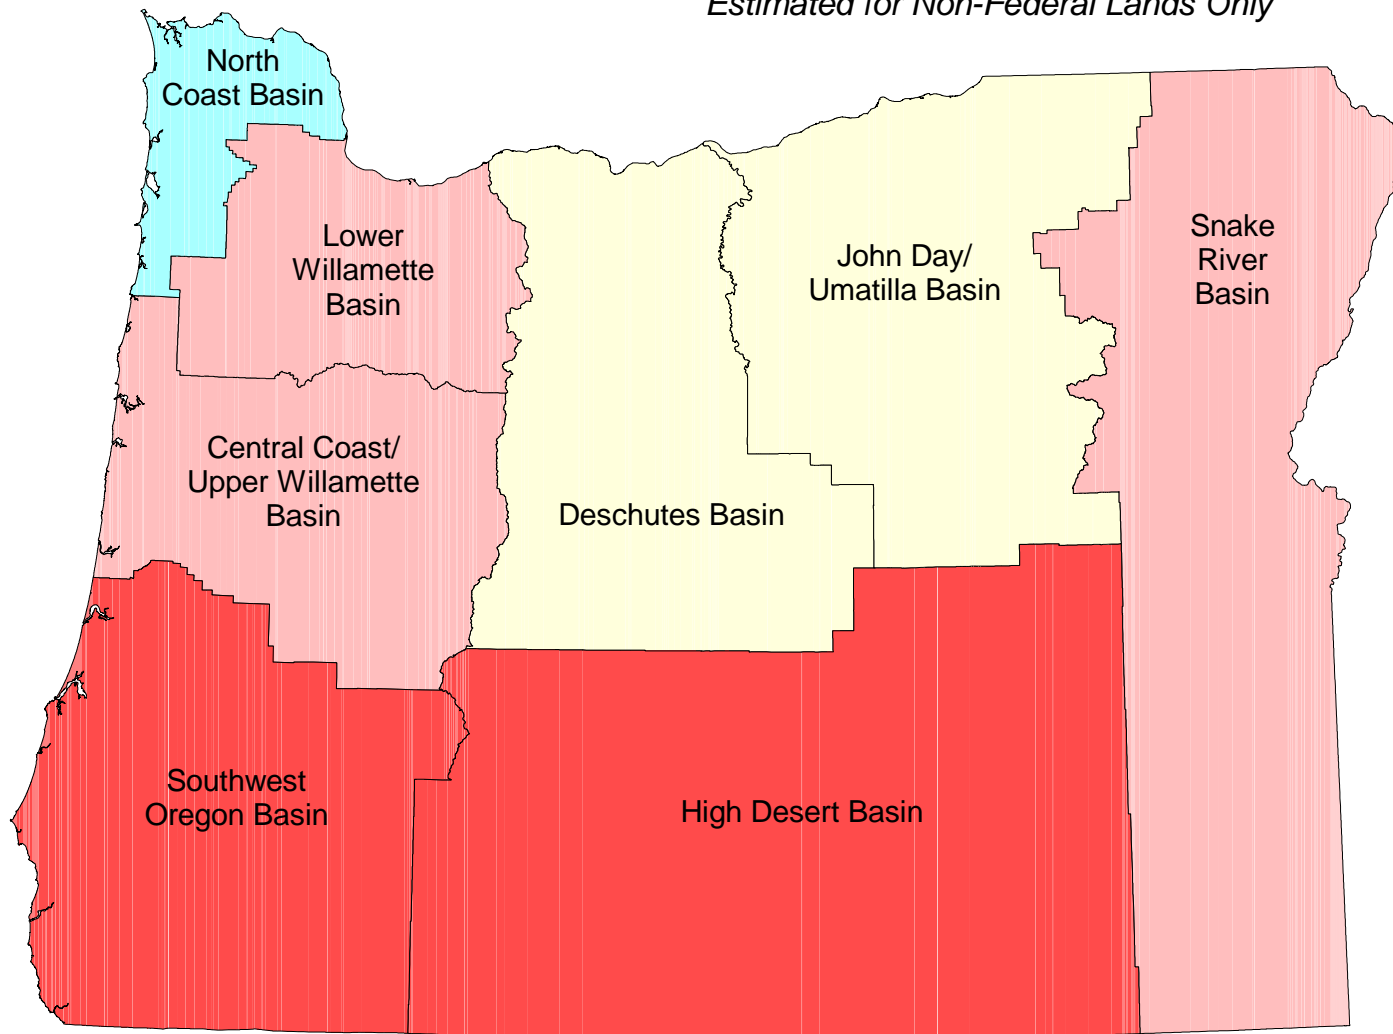 Estimated for Non-Federal Lands Only
North
Coast Basin
Lower
Willamette
Basin
John Day/
Umatilla Basin
Snake
River
Basin
Central Coast/
Upper Willamette
Basin
Deschutes Basin
Southwest
Oregon Basin
High Desert Basin